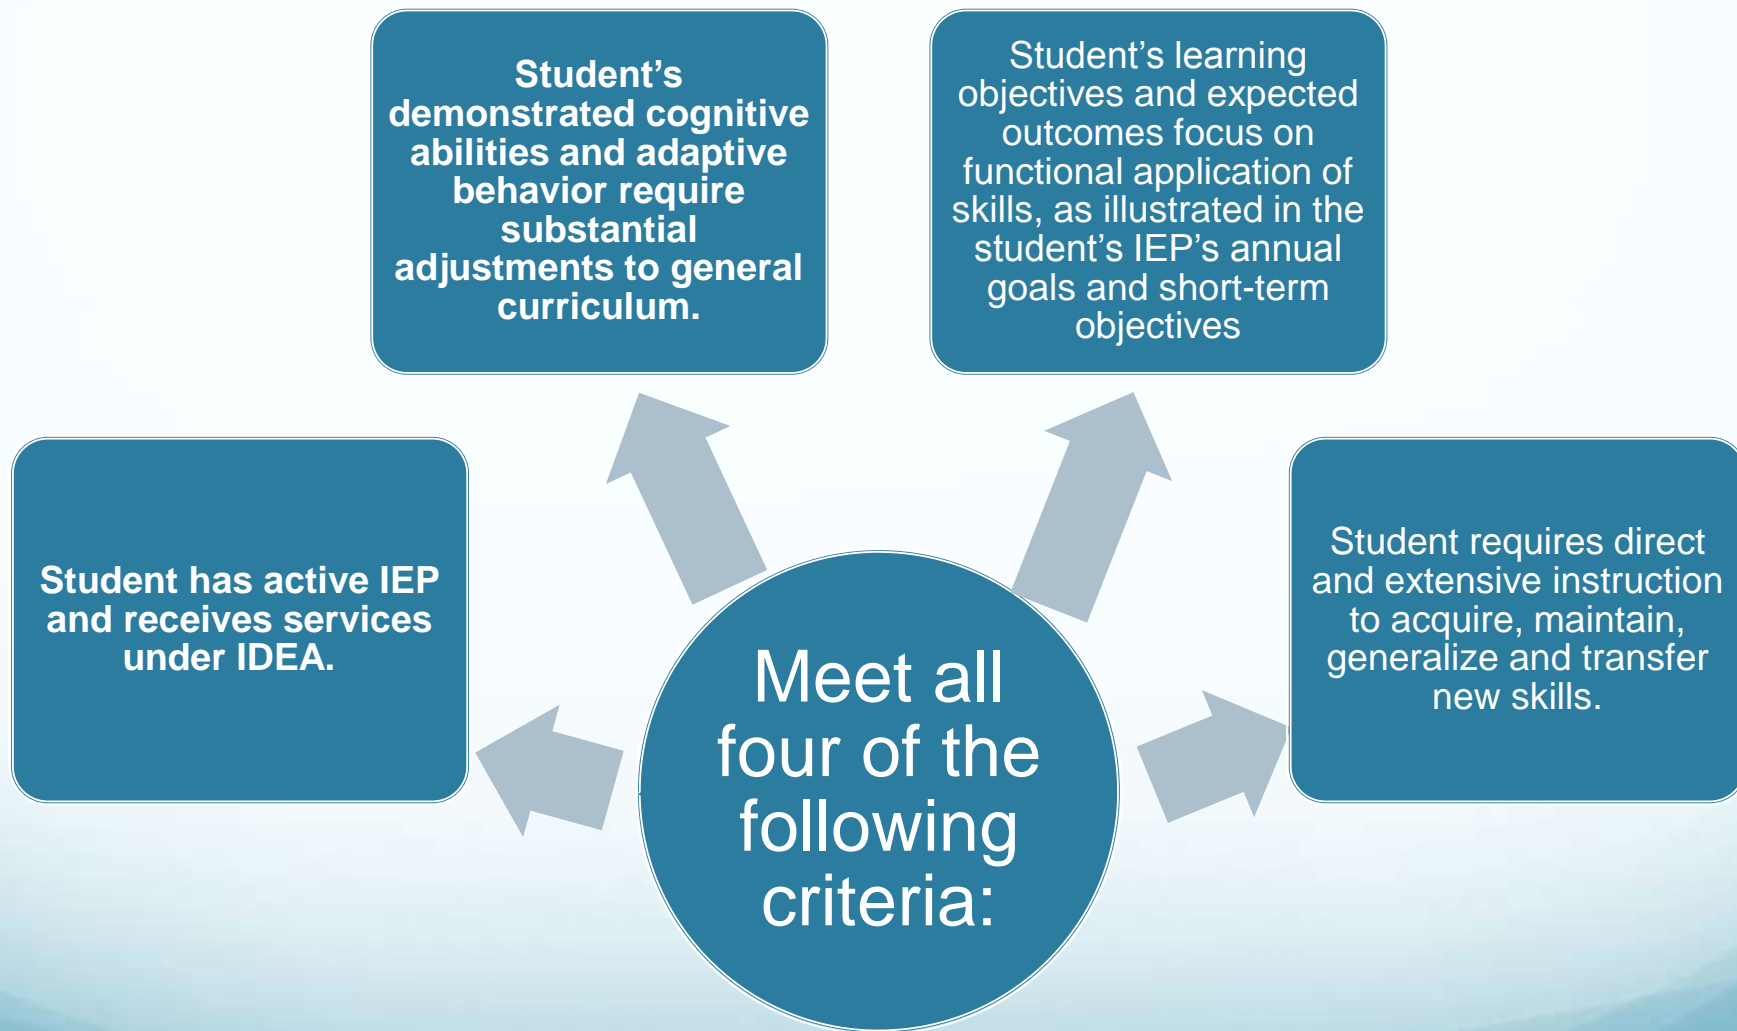 Student’s
demonstrated cognitive
abilities and adaptive
behavior require
substantial
adjustments to general
curriculum.
Student’s learning
objectives and expected
outcomes focus on
functional application of
skills, as illustrated in the
student’s IEP’s annual
goals and short-term
objectives
Student has active IEP
and receives services
under IDEA.
Student requires direct
and extensive instruction
to acquire, maintain,
generalize and transfer
new skills.
Meet all
four of the
following
criteria: